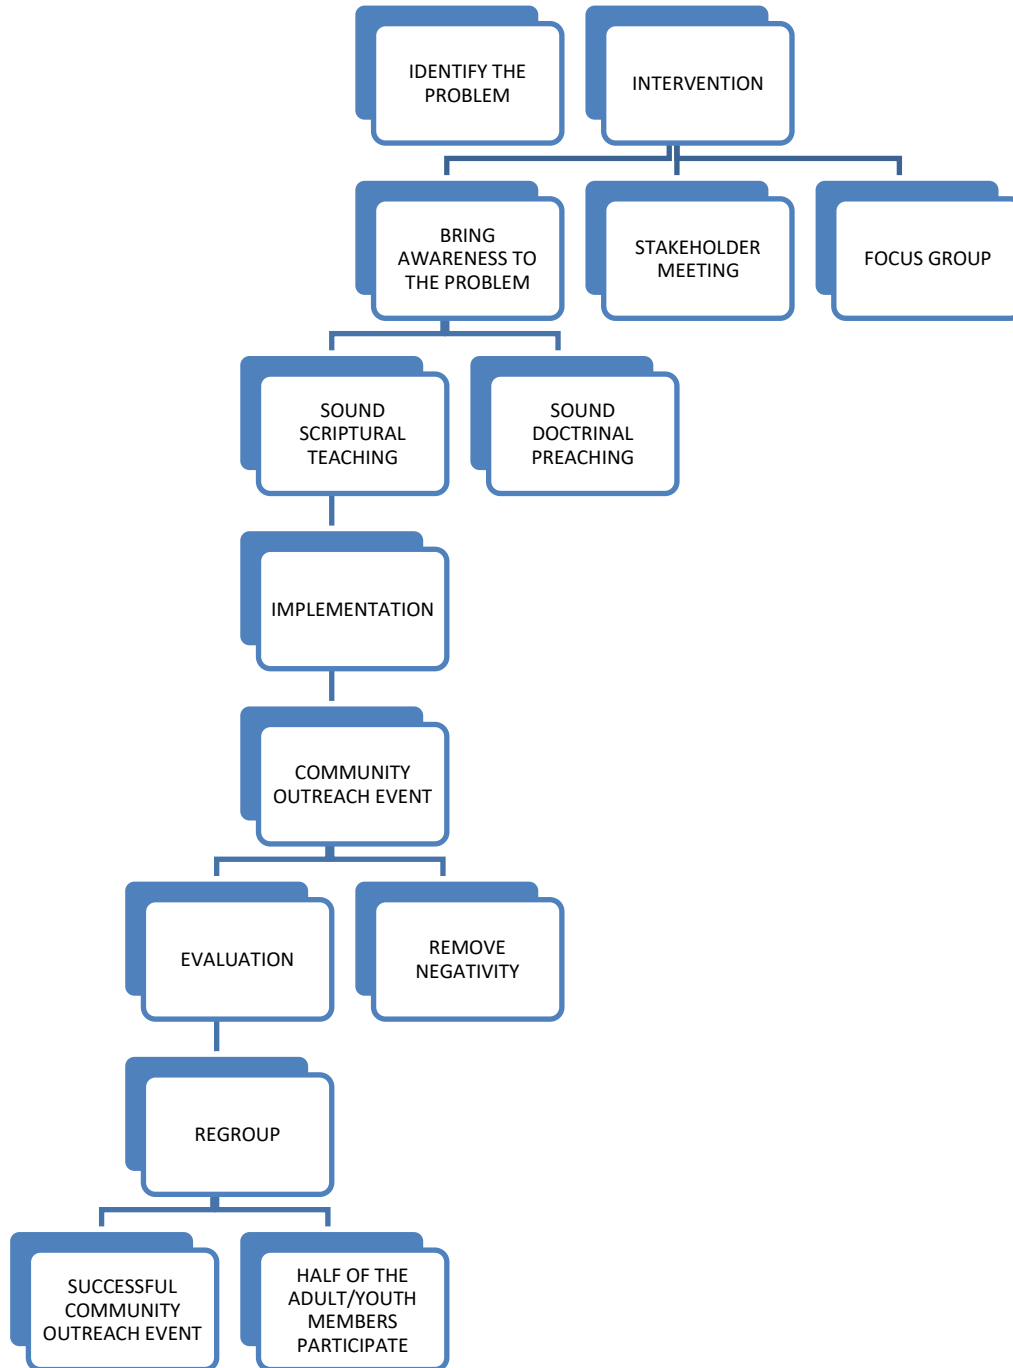 IDENTIFY THE
PROBLEM
INTERVENTION
BRING
AWARENESS TO
THE PROBLEM
STAKEHOLDER
MEETING
FOCUS GROUP
SOUND
SCRIPTURAL
TEACHING
SOUND
DOCTRINAL
PREACHING
IMPLEMENTATION
COMMUNITY
OUTREACH EVENT
EVALUATION
REMOVE
NEGATIVITY
REGROUP
SUCCESSFUL
COMMUNITY
OUTREACH EVENT
HALF OF THE
ADULT/YOUTH
MEMBERS
PARTICIPATE